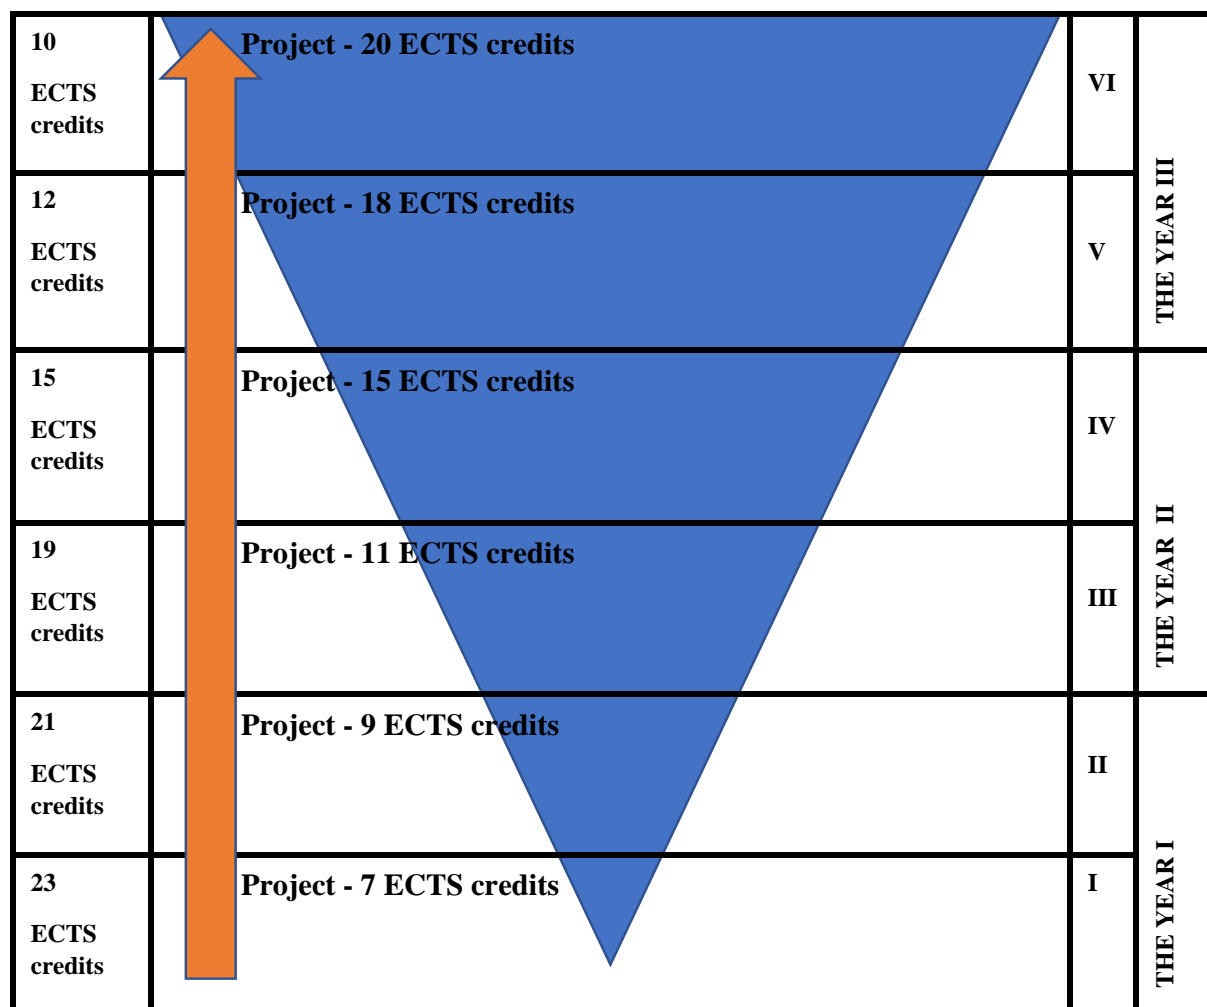 10
ECTS
credits
Project - 20 ECTS credits
VI
12
ECTS
credits
Project - 18 ECTS credits
V
THE YEAR III
15
ECTS
credits
Project - 15 ECTS credits
IV
19
ECTS
credits
Project - 11 ECTS credits
III
THE YEAR II
21
ECTS
credits
Project - 9 ECTS credits
II
23
ECTS
credits
Project - 7 ECTS credits
I
THE YEAR I